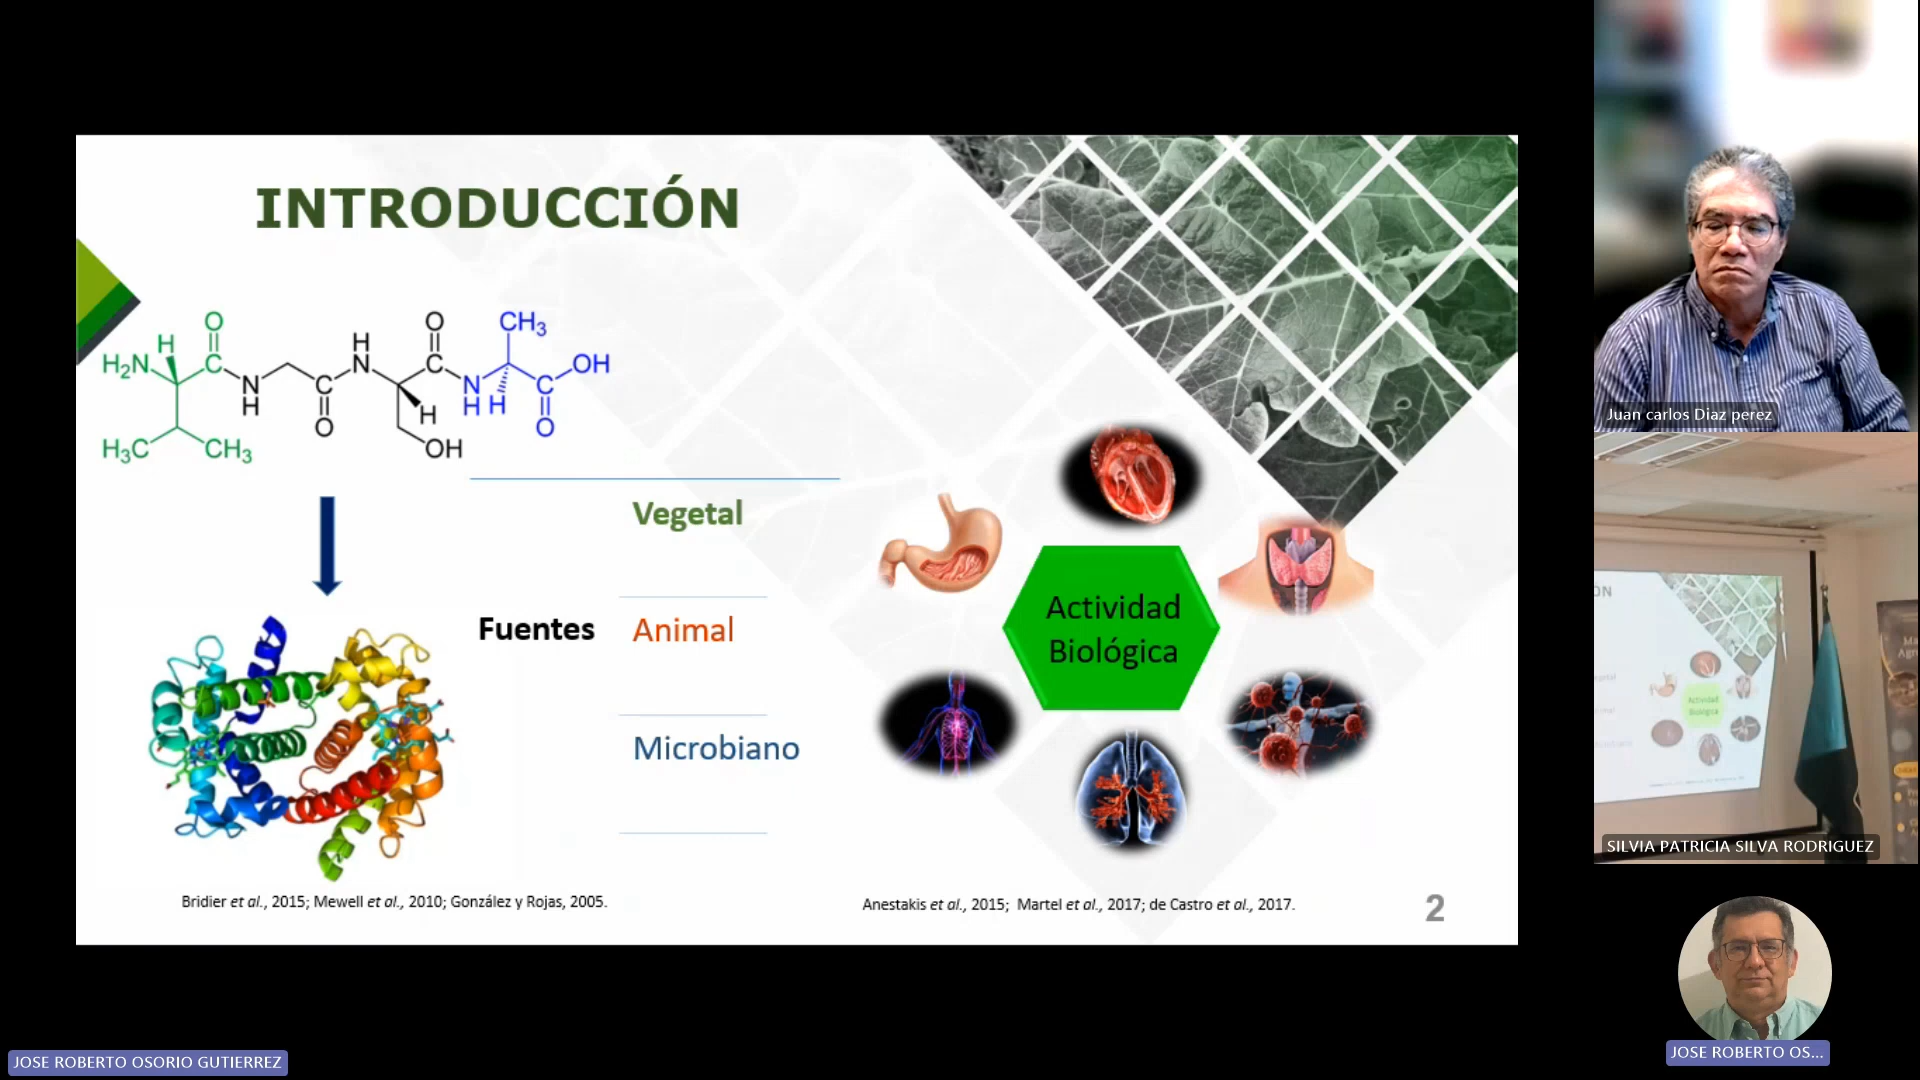 INTRODUCCIÓN
H₂N
H
O
C
N
H
C
O
H
N
H
OH
O
C
N
H
H
CH₃
C
O
OH
H₃C
CH₃
Vegetal
Fuentes
Animal
Microbiano
Actividad
Biológica
Bridier et al., 2015; Mewell et al., 2010; González y Rojas, 2005.
Anestakis et al., 2015; Martel et al., 2017; de Castro et al., 2017.
2
Juan carlos Diaz perez
Actividad
Biológica
SILVIA PATRICIA SILVA RODRIGUEZ
JOSE ROBERTO OS...
JOSE ROBERTO OSORIO GUTIERREZ